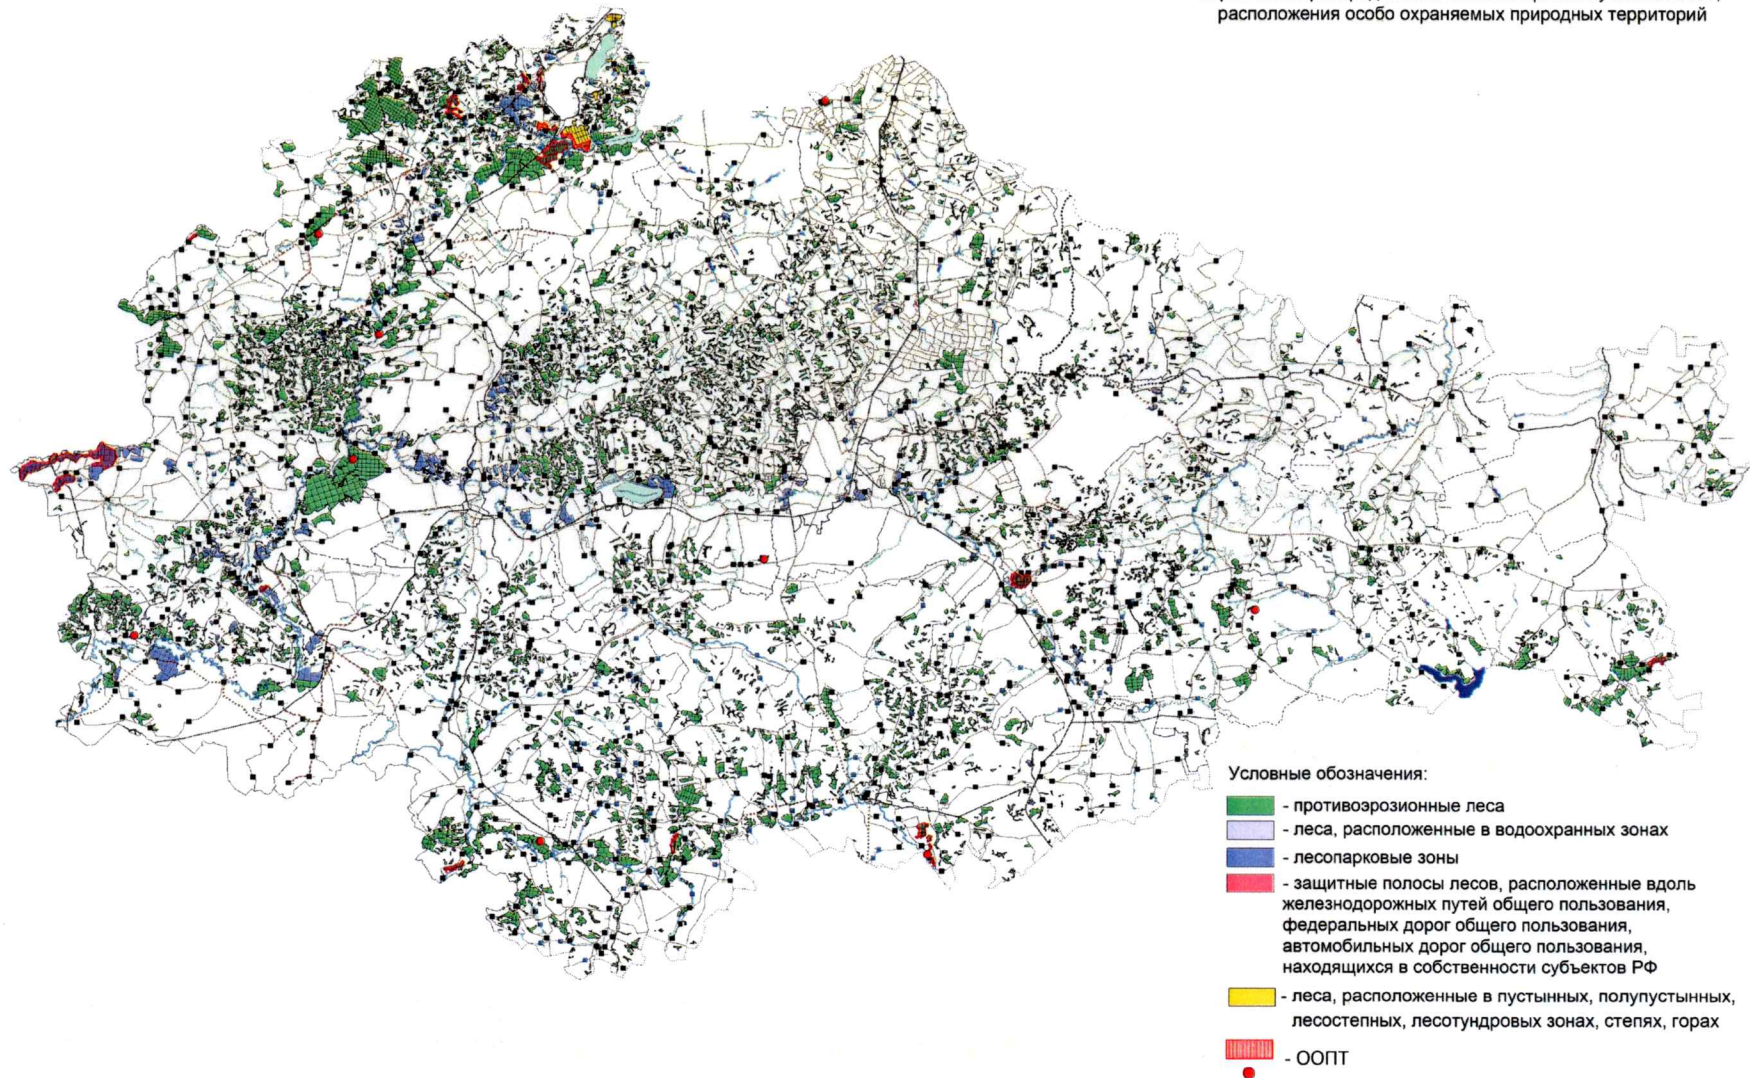 расположения особо охраняемых природных территорий
Условные обозначения:
- противоэрозионные леса
- леса, расположенные в водоохранных зонах
- лесопарковые зоны
- защитные полосы лесов, расположенные вдоль
железнодорожных путей общего пользования,
федеральных дорог общего пользования,
автомобильных дорог общего пользования,
находящихся в собственности субъектов РФ
- леса, расположенные в пустынных, полупустынных,
лесостепных, лесотундровых зонах, степях, горах
- ООПТ